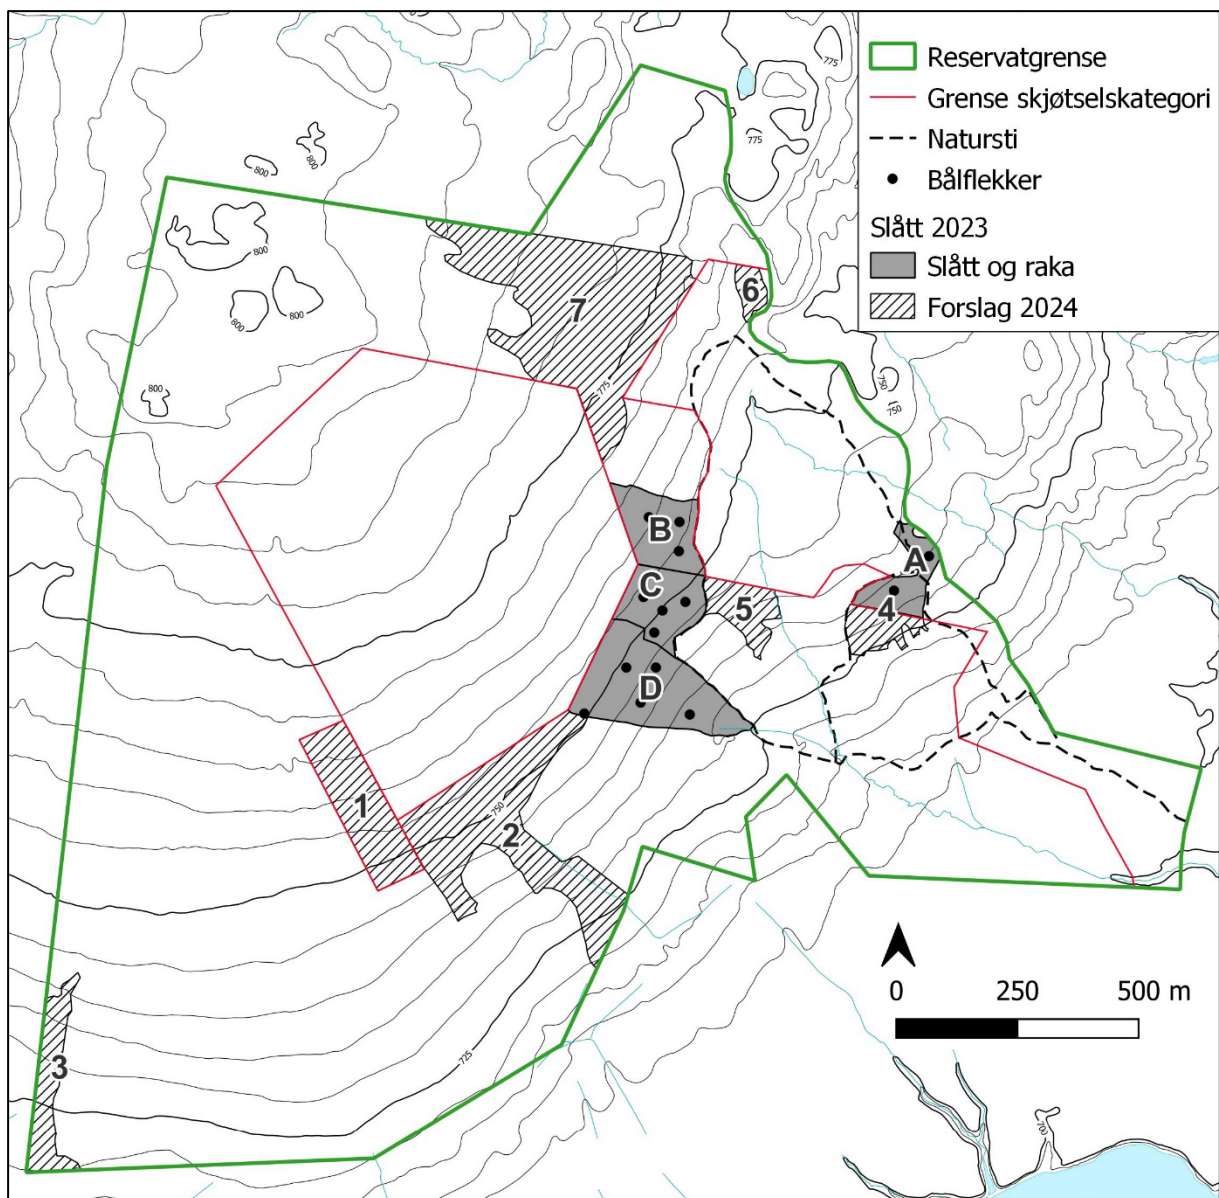 775
Reservatgrense
Grense skjøtselskategori
775
Natursti
800
800
Bålflekker
Slått 2023
800
Slått og raka
7
6
Forslag 2024
800
800
775
800
750
750
B
A
C
5
4
D
1
750
2
0
250
500 m
3
725
700